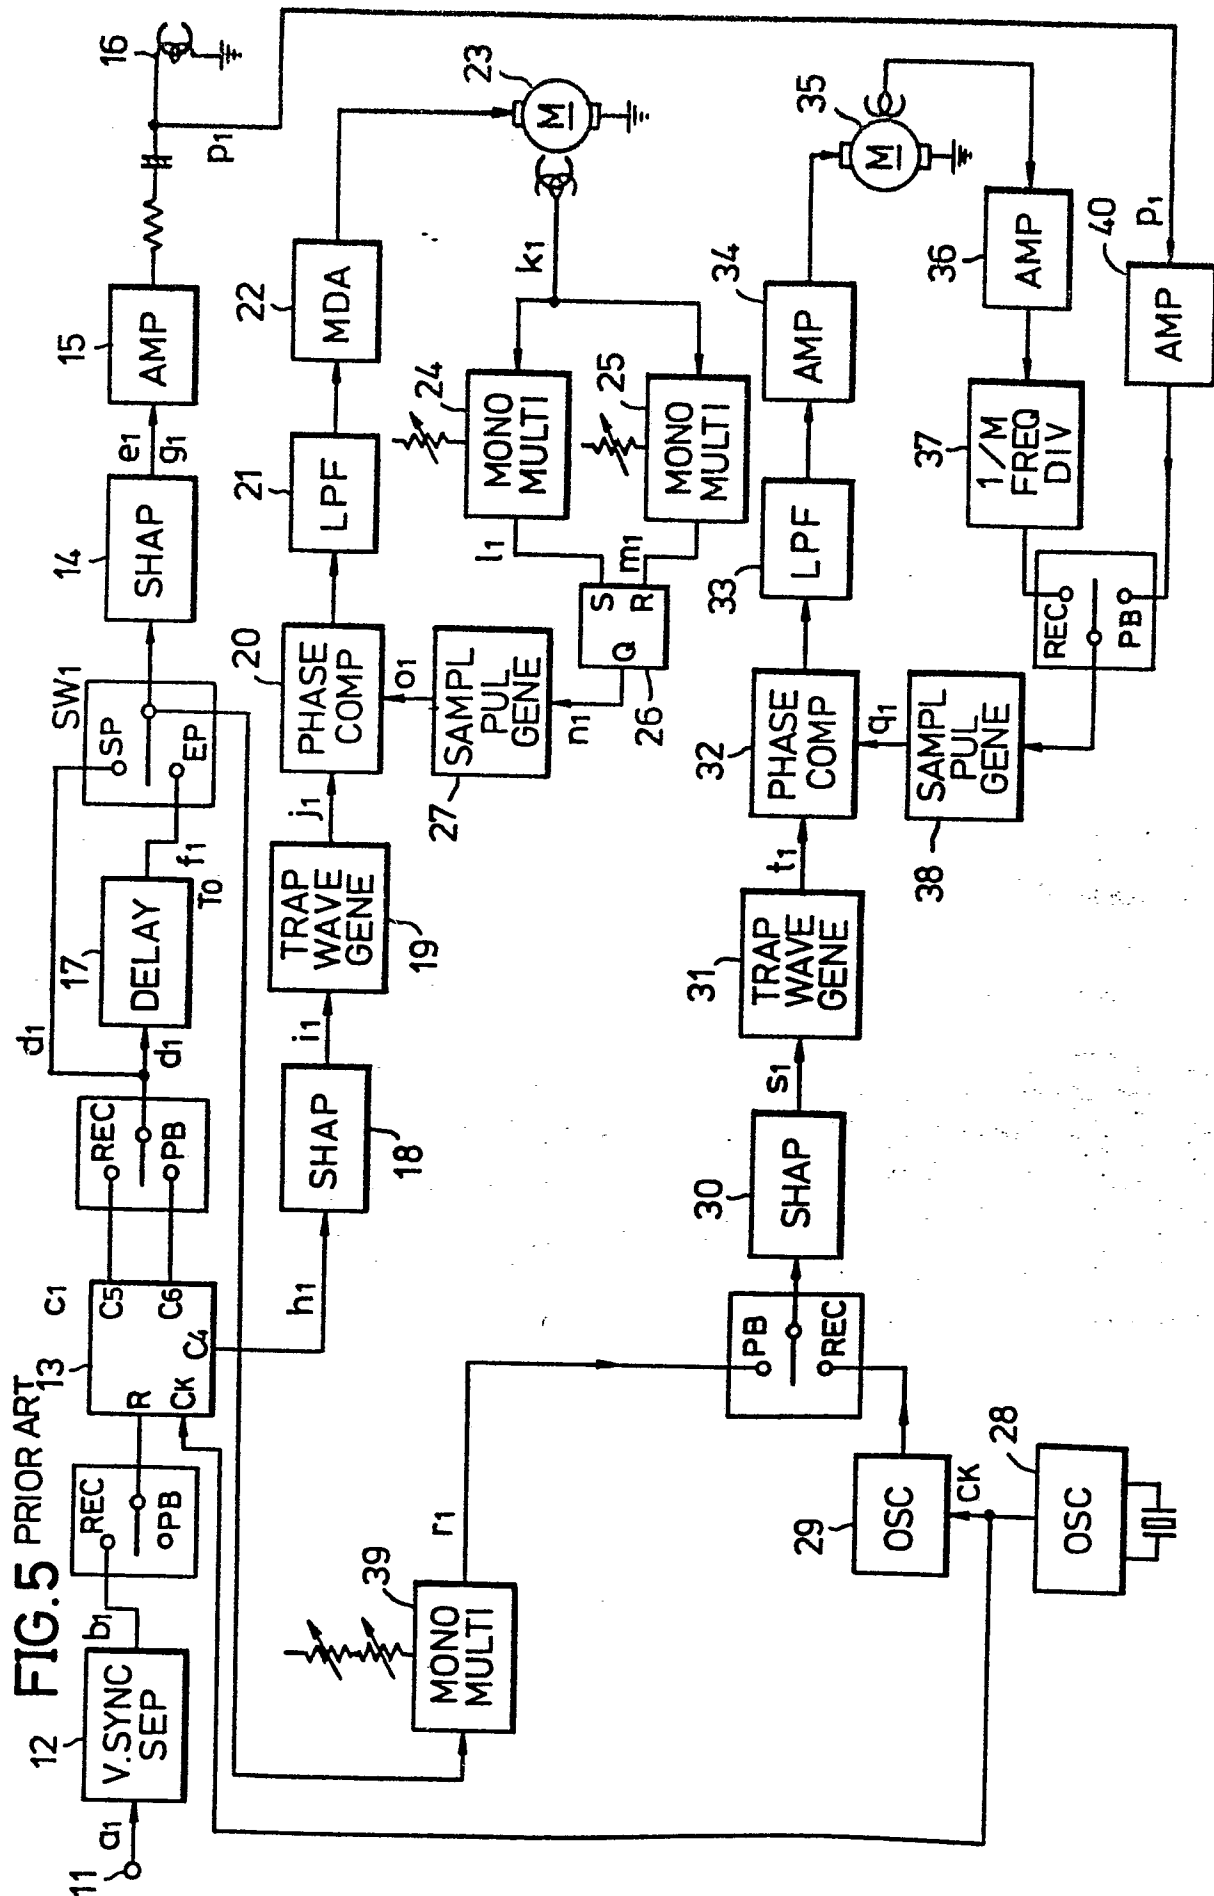 FIG. 5 PRIOR ART
11
a1
12
V.SYNC
SEP
b1
REC
PB
13
R
CK
C4
C5
C6
c1
REC
PB
d1
d1
17
DELAY
T0
f1
SW1
SP
EP
14
SHAP
e1
g1
15
AMP
p1
16
h1
18
SHAP
i1
19
TRAP
WAVE
GENE
j1
20
PHASE
COMP
21
LPF
22
MDA
23
M
k1
24
MONO
MULTI
25
MONO
MULTI
l1
m1
S
R
Q
26
n1
27
SAMPL
PUL
GENE
o1
39
MONO
MULTI
r1
PB
REC
30
SHAP
s1
31
TRAP
WAVE
GENE
t1
32
PHASE
COMP
33
LPF
34
AMP
35
M
36
AMP
37
1/M
FREQ
DIV
REC
PB
38
SAMPL
PUL
GENE
q1
40
AMP
p1
29
OSC
CK
28
OSC